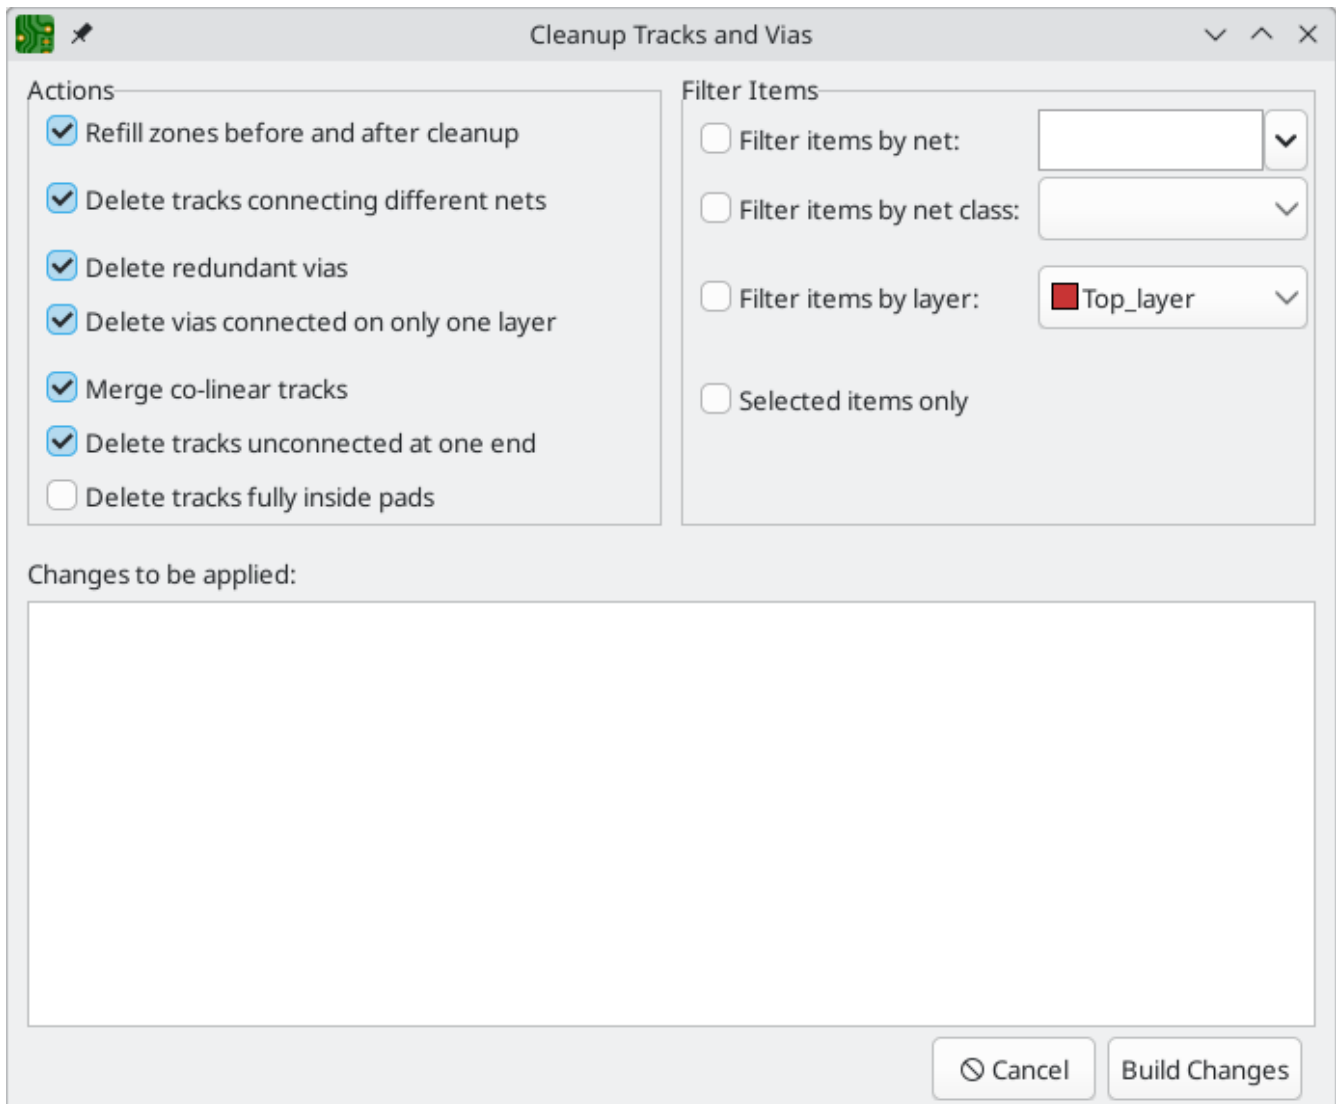 Cleanup Tracks and Vias
Actions
Refill zones before and after cleanup
Delete tracks connecting different nets
Delete redundant vias
Delete vias connected on only one layer
Merge co-linear tracks
Delete tracks unconnected at one end
Delete tracks fully inside pads
Filter Items
Filter items by net:
Filter items by net class:
Filter items by layer: Top_layer
Selected items only
Changes to be applied:
Cancel Build Changes